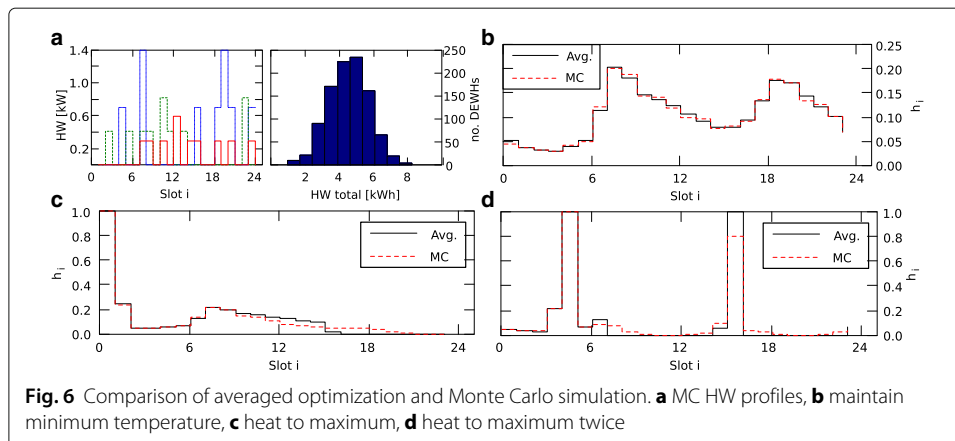 a
HW [kW]
1.4
1.2
0.8
0.4
0 6 12 18 24
Slot i
250
200
150
100
50
0
no. DEWHs
0 2 4 6 8
HW total [kWh]
b
Avg.
MC
0.25
0.20
0.15
0.10
0.05
0.00
h i
0 6 12 18 24
Slot i
c
h i
1.0
0.8
0.6
0.4
0.2
0.0
Avg.
MC
0 6 12 18 24
Slot i
d
Avg.
MC
1.0
0.8
0.6
0.4
0.2
0.0
h i
0 6 12 18 24
Slot i
Fig. 6 Comparison of averaged optimization and Monte Carlo simulation. a MC HW profiles, b maintain
minimum temperature, c heat to maximum, d heat to maximum twice